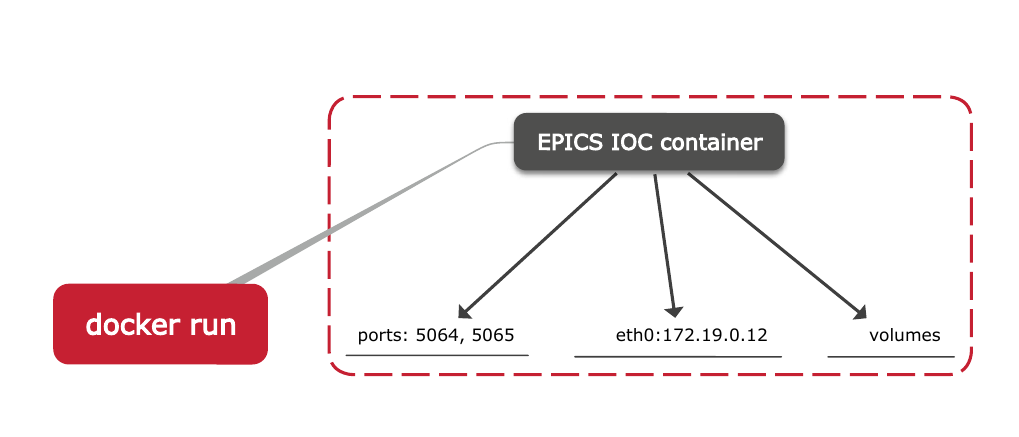 EPICS IOC container
docker run
ports: 5064, 5065
eth0:172.19.0.12
volumes